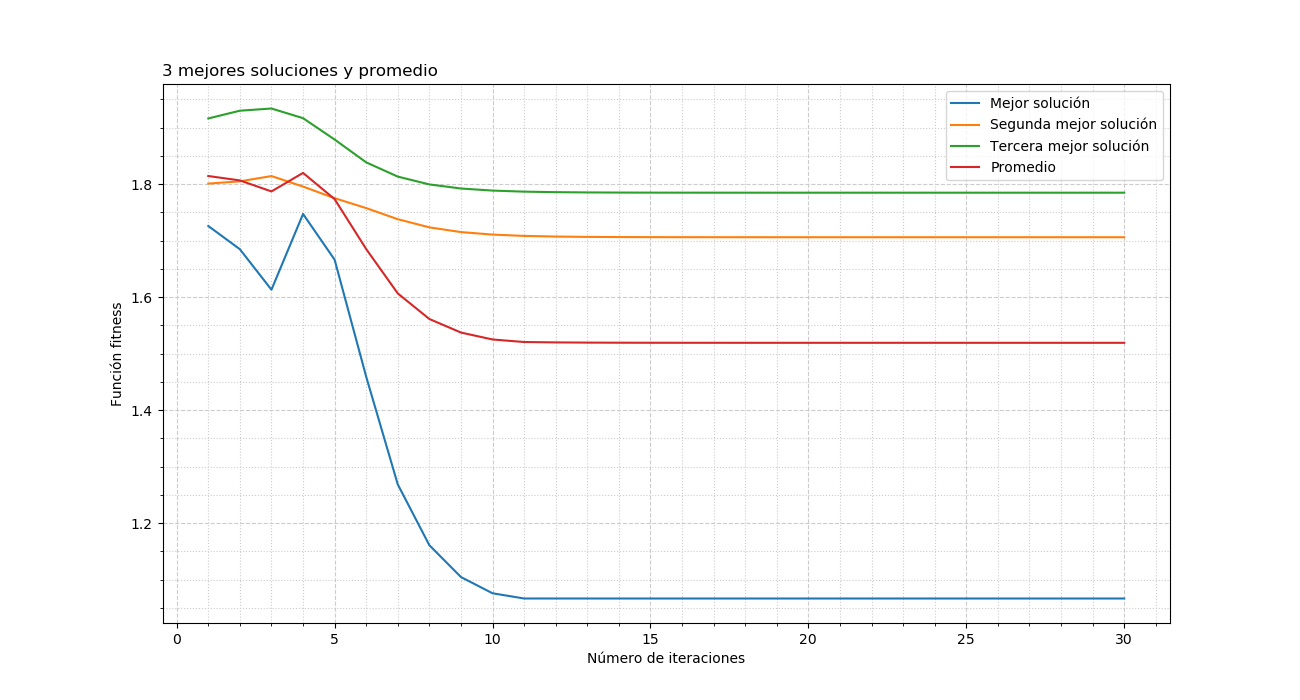 3 mejores soluciones y promedio
Mejor solución
Segunda mejor solución
Tercera mejor solución
Promedio
Función fitness
1.8
1.6
1.4
1.2
0 5 10 15 20 25 30
Número de iteraciones